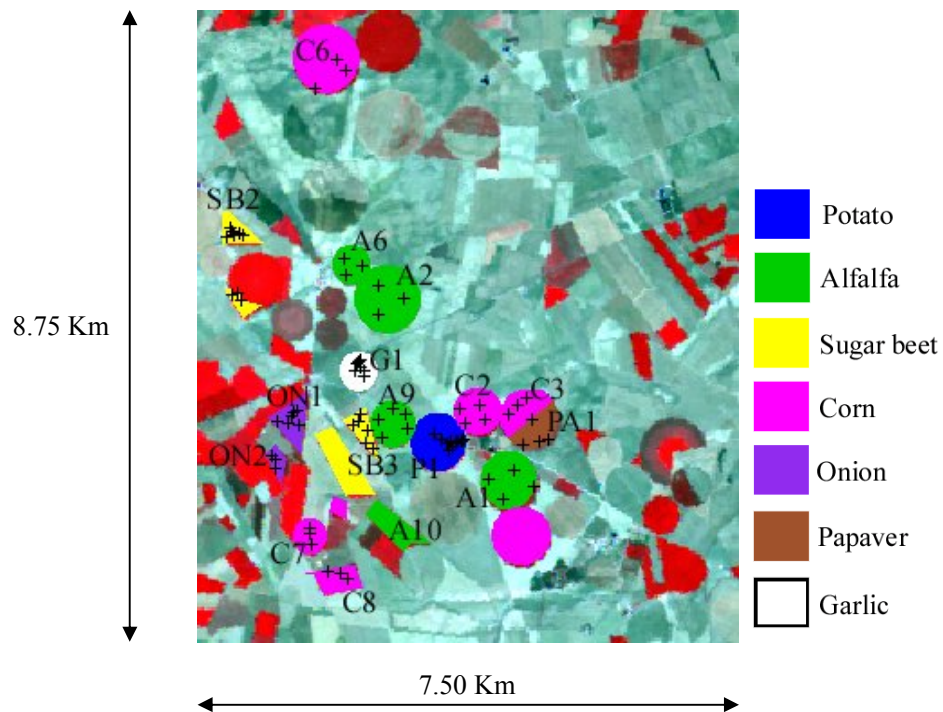 C6
SB2
A6
A2
8.75 Km
G1
ON1
A9
C2
C3
PA1
ON2
SB3
P1
A1
A10
C7
C8
Potato
Alfalfa
Sugar beet
Corn
Onion
Papaver
Garlic
7.50 Km